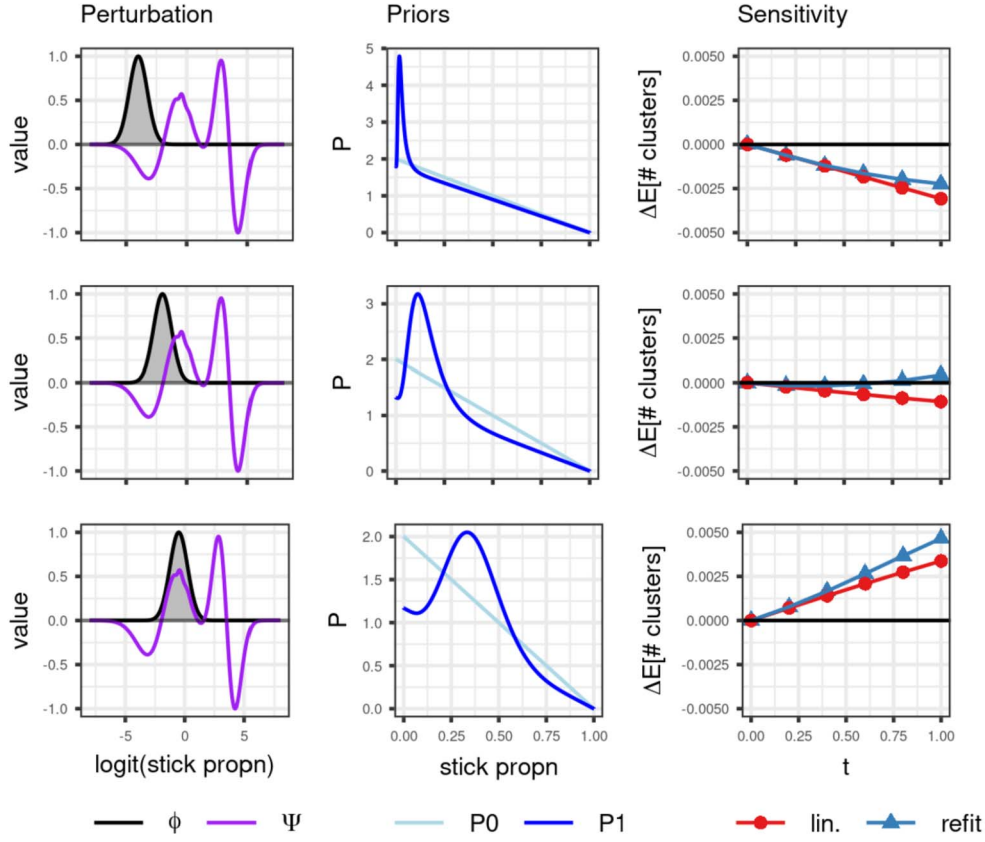 Perturbation Priors Sensitivity
value
1.0
0.5
0.0
-0.5
-1.0
P
5
4
3
2
1
0
ΔE[# clusters]
0.0050
0.0025
0.0000
-0.0025
-0.0050
value
1.0
0.5
0.0
-0.5
-1.0
P
3
2
1
0
ΔE[# clusters]
0.0050
0.0025
0.0000
-0.0025
-0.0050
value
1.0
0.5
0.0
-0.5
-1.0
-5 0 5
logit(stick propn)
P
2.0
1.5
1.0
0.5
0.0
0.00 0.25 0.50 0.75 1.00
stick propn
ΔE[# clusters]
0.0050
0.0025
0.0000
-0.0025
-0.0050
0.00 0.25 0.50 0.75 1.00
t
ϕ Ψ P0 P1 lin. refit